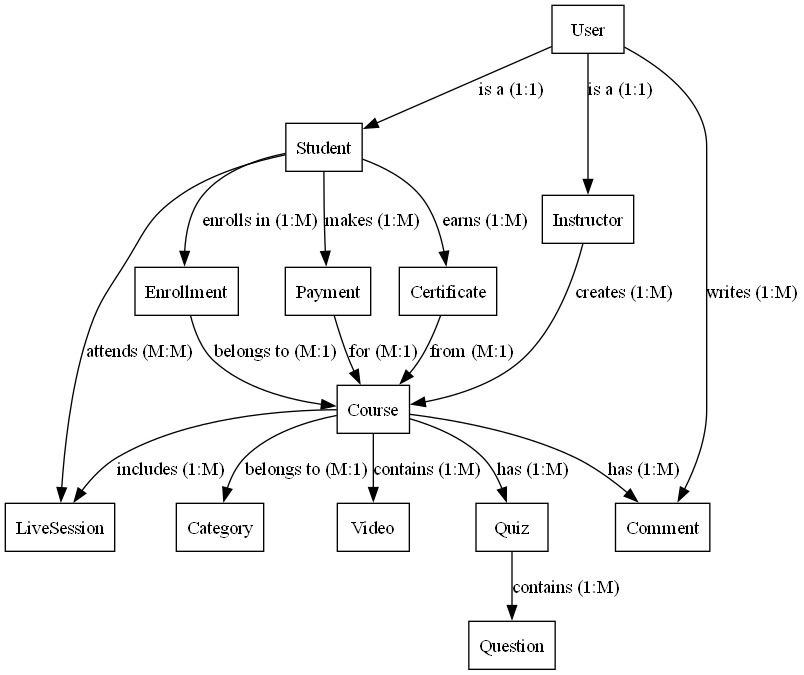 User
is a (1:1)
is a (1:1)
Student
Instructor
enrolls in (1:M)
makes (1:M)
earns (1:M)
Enrollment
Payment
Certificate
creates (1:M)
writes (1:M)
attends (M:M)
belongs to (M:1)
for (M:1)
from (M:1)
Course
includes (1:M)
belongs to (M:1)
contains (1:M)
has (1:M)
has (1:M)
LiveSession
Category
Video
Quiz
Comment
contains (1:M)
Question